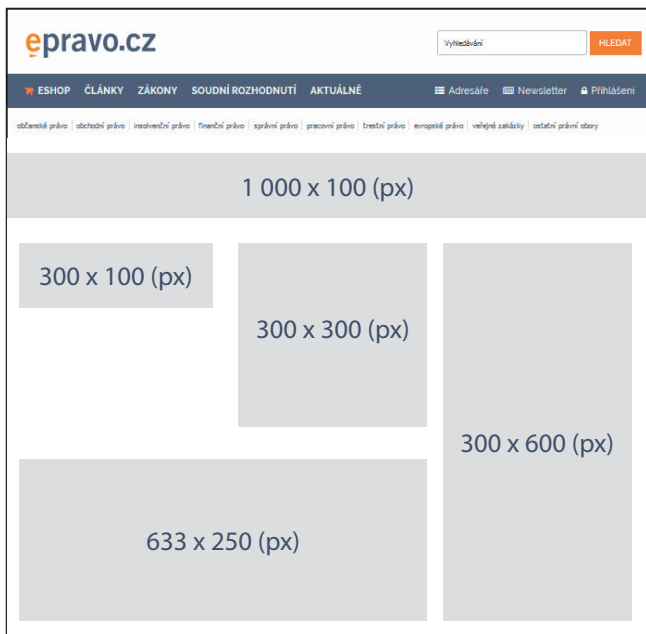 epravo.cz
Vyhledávání HLEDAT
ESHOP ČLÁNKY ZÁKONY SOUDNÍ ROZHODNUTÍ AKTUÁLNĚ Adresáře Newsletter Přihlášení
občanské právo obchodní právo insolvenční právo finanční právo správní právo pracovní právo trestní právo evropské právo veřejné zakázky ostatní právní obory
1 000 x 100 (px)
300 x 100 (px)
300 x 300 (px)
300 x 600 (px)
633 x 250 (px)